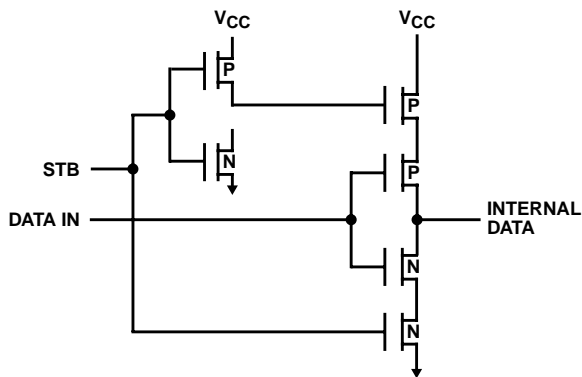 VCC
VCC
P
P
N
P
STB
DATA IN
INTERNAL
DATA
N
N